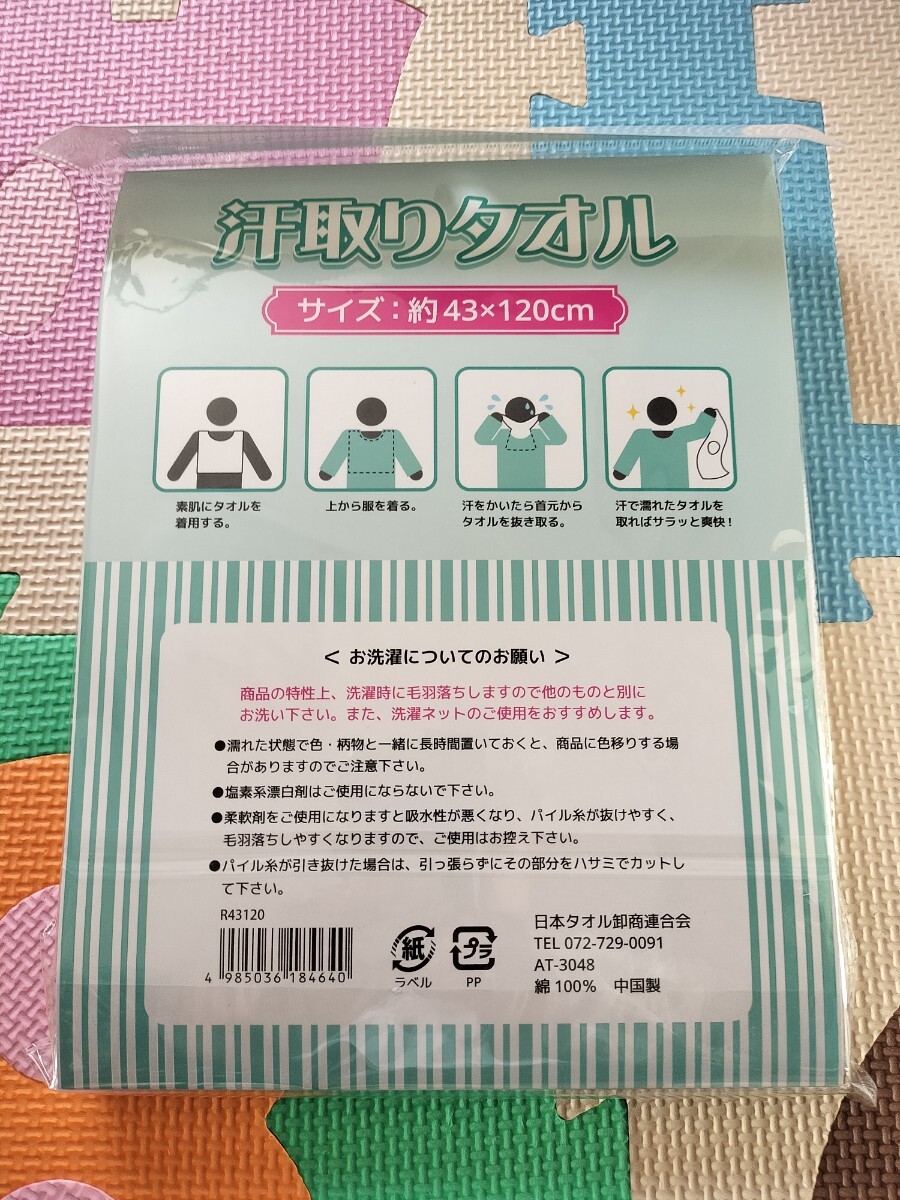 汗取りタオル
サイズ：約43×120cm
素肌にタオルを
着用する。
上から服を着る。
汗をかいたら首元から
タオルを抜き取る。
汗で濡れたタオルを
取ればサラッと爽快！
＜ お洗濯についてのお願い ＞
商品の特性上、洗濯時に毛羽落ちしますので他のものと別に
お洗い下さい。また、洗濯ネットのご使用をおすすめします。
●濡れた状態で色・柄物と一緒に長時間置いておくと、商品に色移りする場
合がありますのでご注意下さい。
●塩素系漂白剤はご使用にならないで下さい。
●柔軟剤をご使用になりますと吸水性が悪くなり、パイル糸が抜けやすく、
毛羽落ちしやすくなりますので、ご使用はお控え下さい。
●パイル糸が引き抜けた場合は、引っ張らずにその部分をハサミでカットし
て下さい。
R43120
4 985036 184640
紙
ラベル
プラ
PP
日本タオル卸商連合会
TEL 072-729-0091
AT-3048
綿100%　中国製